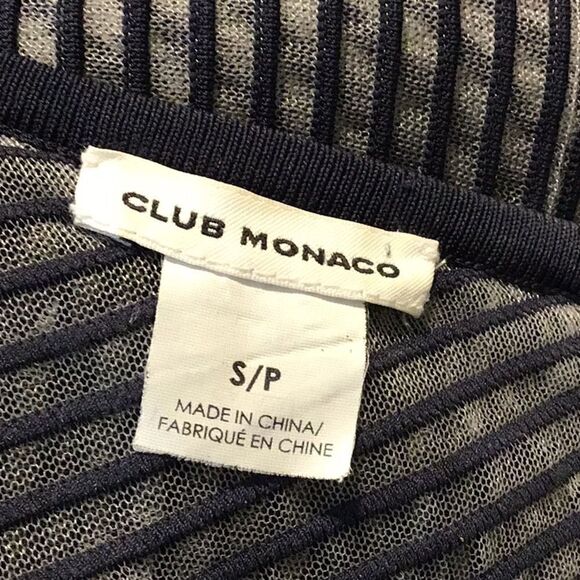 CLUB MONACO
S/P
MADE IN CHINA/
FABRIQUÉ EN CHINE